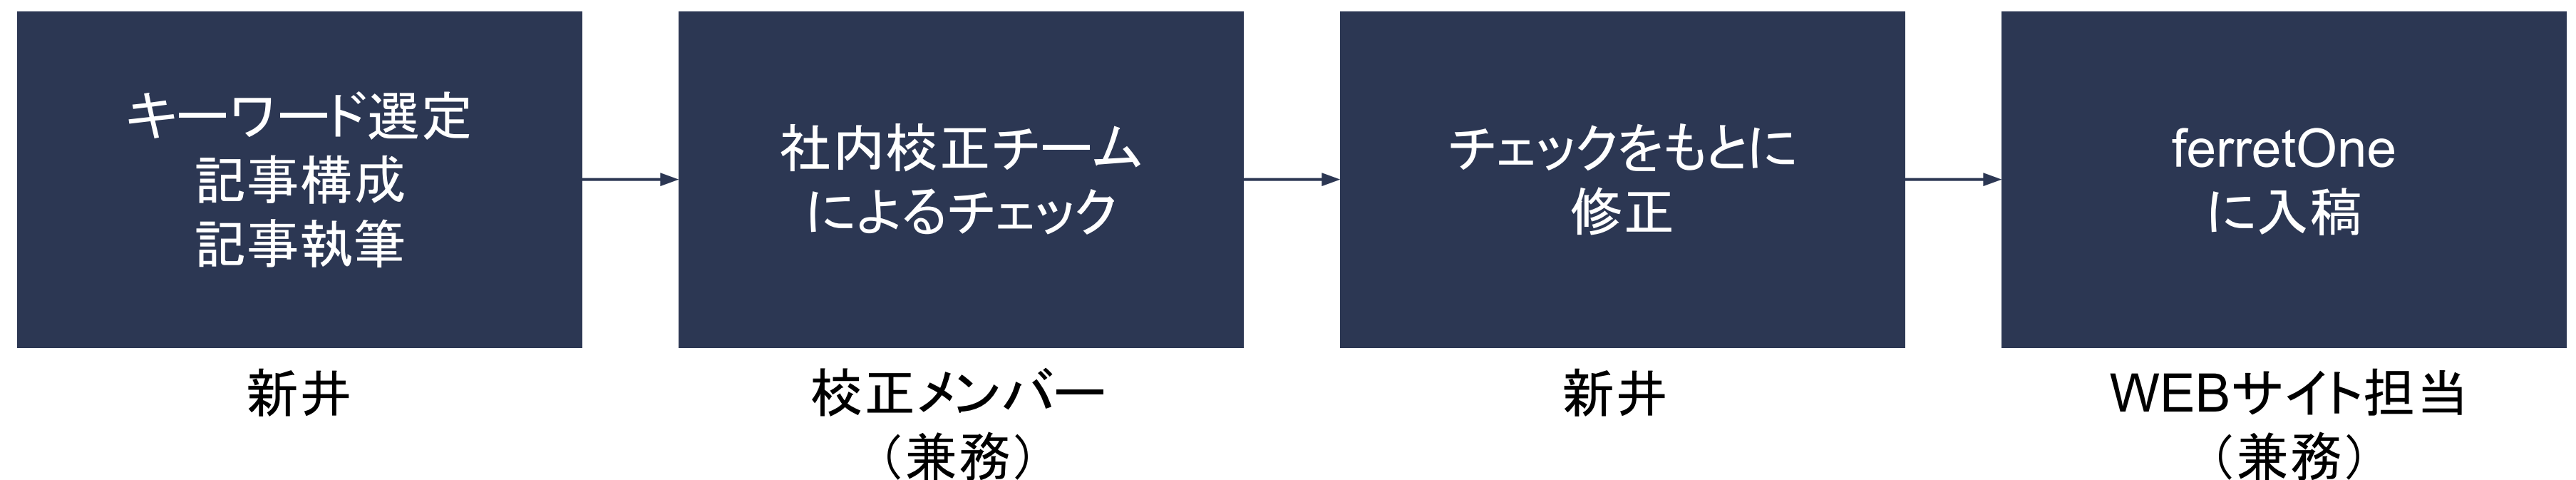 キーワード選定
記事構成
記事執筆
新井
社内校正チーム
によるチェック
校正メンバー
（兼務）
チェックをもとに
修正
新井
ferretOne
に入稿
WEBサイト担当
（兼務）